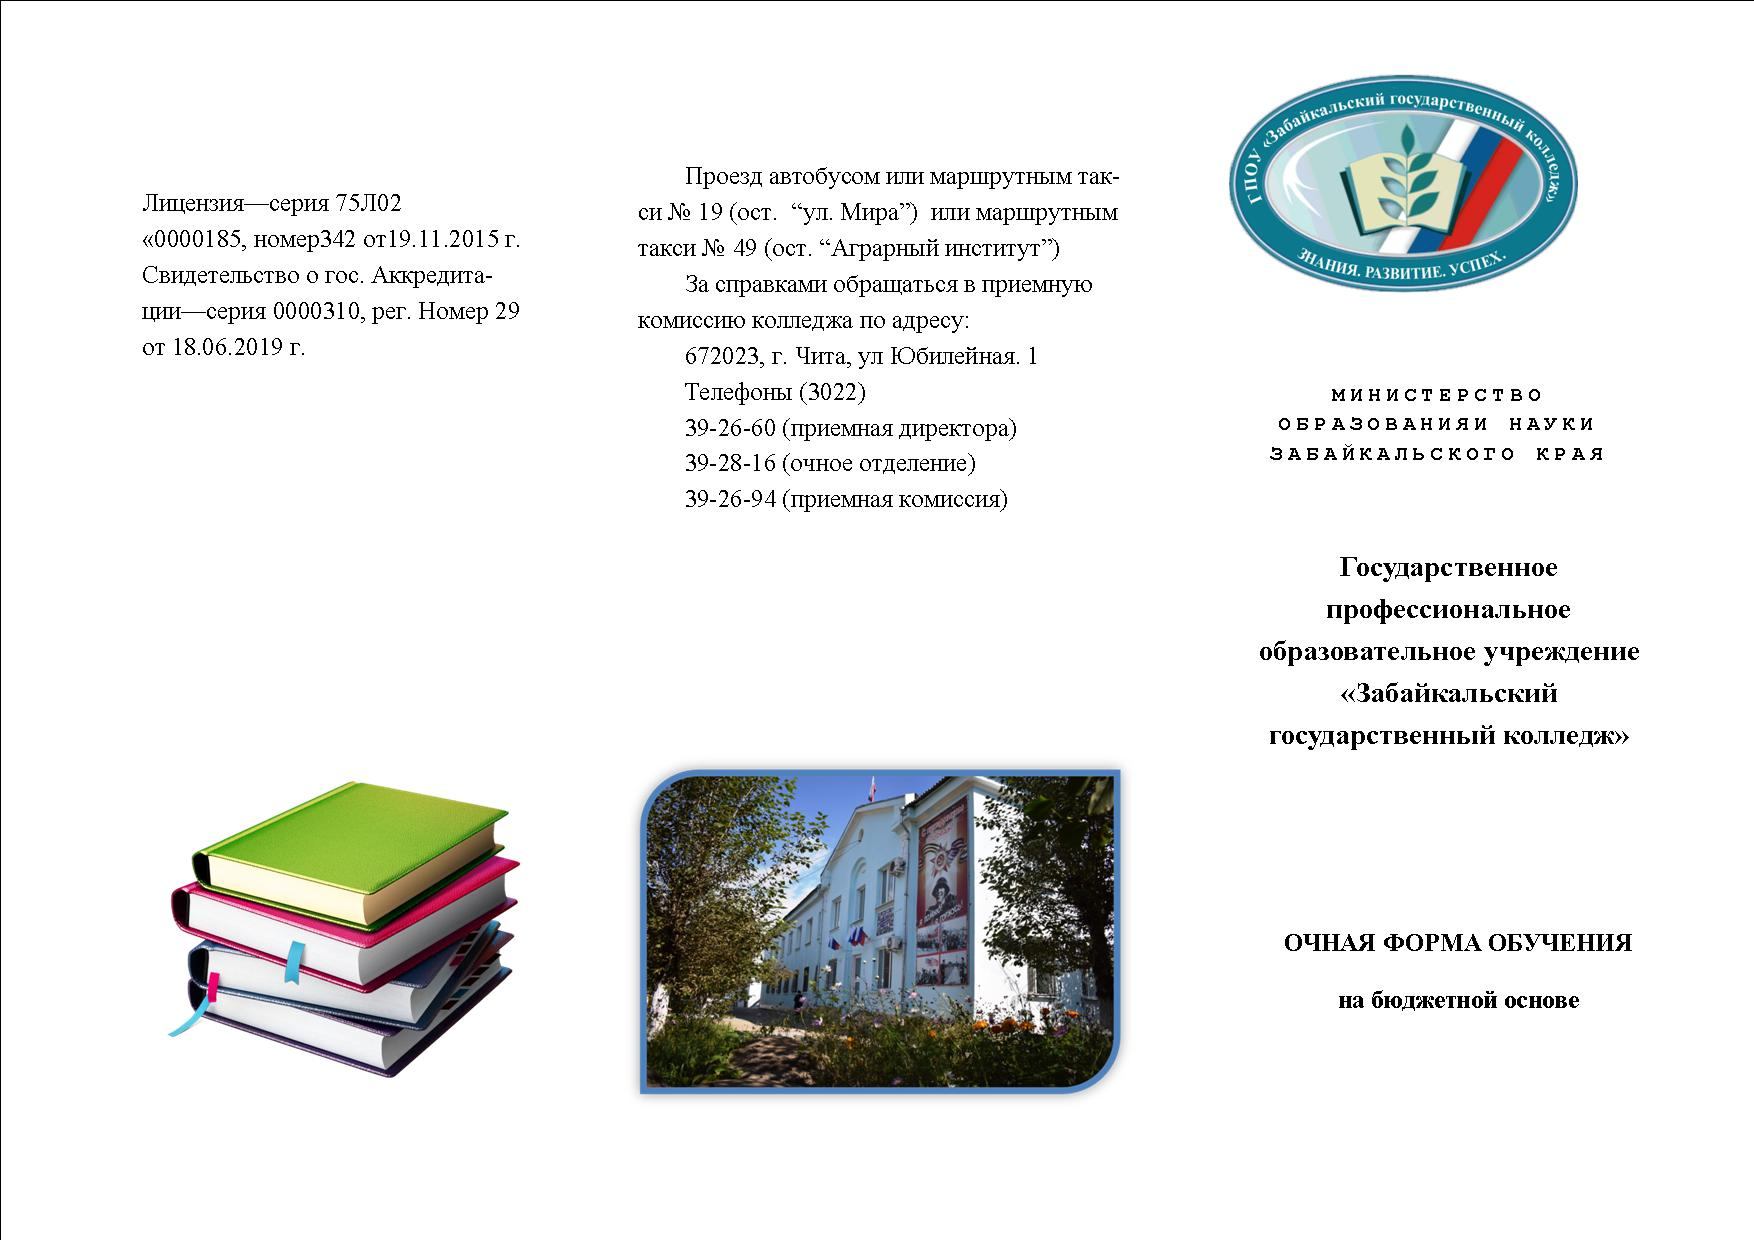 Лицензия—серия 75Л02
«0000185, номер342 от19.11.2015 г.
Свидетельство о гос. Аккредита-
ции—серия 0000310, рег. Номер 29
от 18.06.2019 г.
Проезд автобусом или маршрутным так-
си № 19 (ост.  “ул. Мира”)  или маршрутным
такси № 49 (ост. “Аграрный институт”)
За справками обращаться в приемную
комиссию колледжа по адресу:
672023, г. Чита, ул Юбилейная. 1
Телефоны (3022)
39-26-60 (приемная директора)
39-28-16 (очное отделение)
39-26-94 (приемная комиссия)
ГПОУ «Забайкальский государственный колледж»
ЗНАНИЯ. РАЗВИТИЕ. УСПЕХ.
МИНИСТЕРСТВО
ОБРАЗОВАНИЯИ НАУКИ
ЗАБАЙКАЛЬСКОГО КРАЯ
Государственное
профессиональное
образовательное учреждение
«Забайкальский
государственный колледж»
ОЧНАЯ ФОРМА ОБУЧЕНИЯ
на бюджетной основе